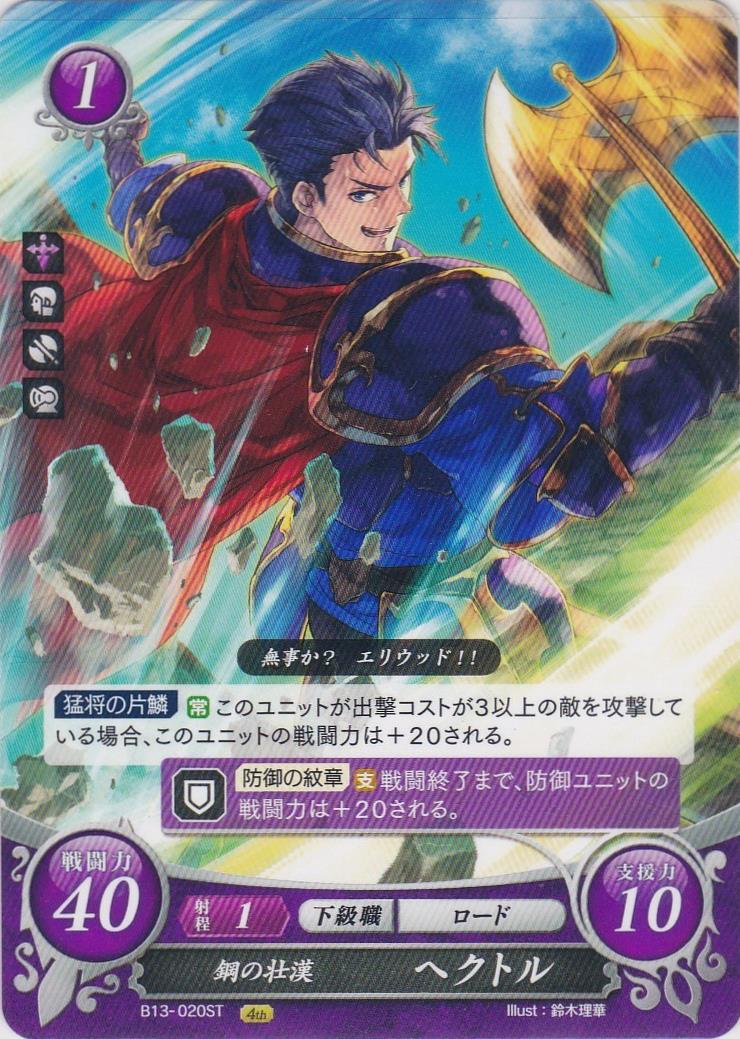 1
無事か？　エリウッド！！
猛将の片鱗 常 このユニットが出撃コストが3以上の敵を攻撃して
いる場合、このユニットの戦闘力は＋20される。
防御の紋章 支 戦闘終了まで、防御ユニットの
戦闘力は＋20される。
戦闘力
40
射程 1 下級職 ロード
支援力
10
鋼の壮漢 ヘクトル
B13-020ST 4th Illust：鈴木理華